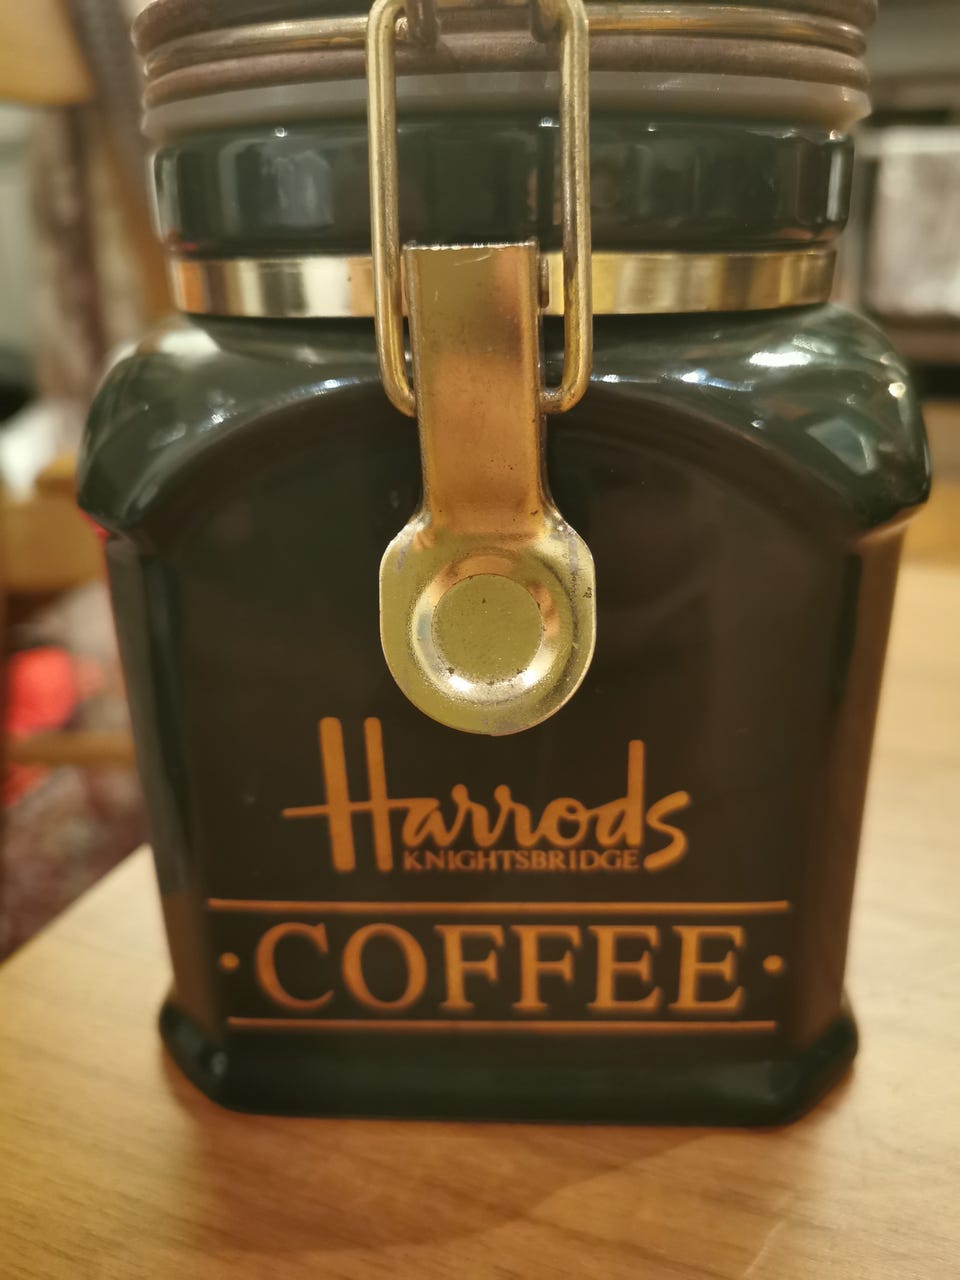 Harrods
KNIGHTSBRIDGE
• COFFEE •